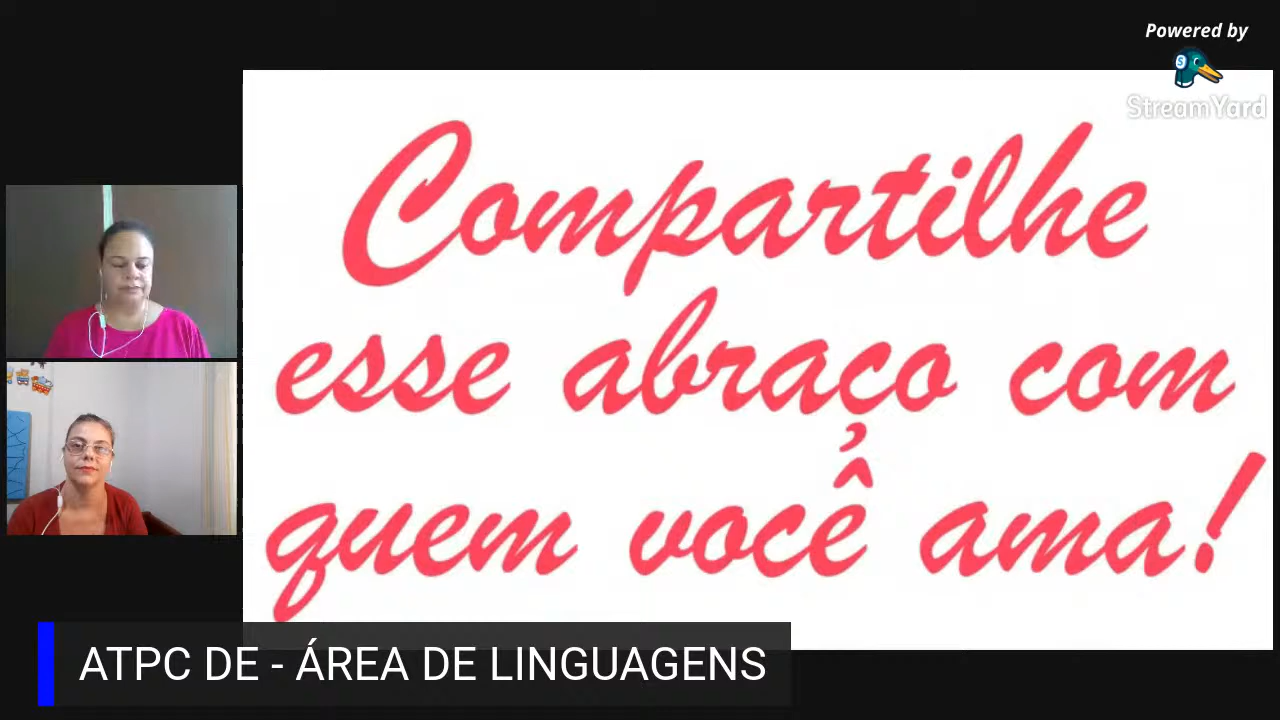 Powered by
StreamYard
Compartilhe
esse abraço com
quem você ama!
ATPC DE - ÁREA DE LINGUAGENS